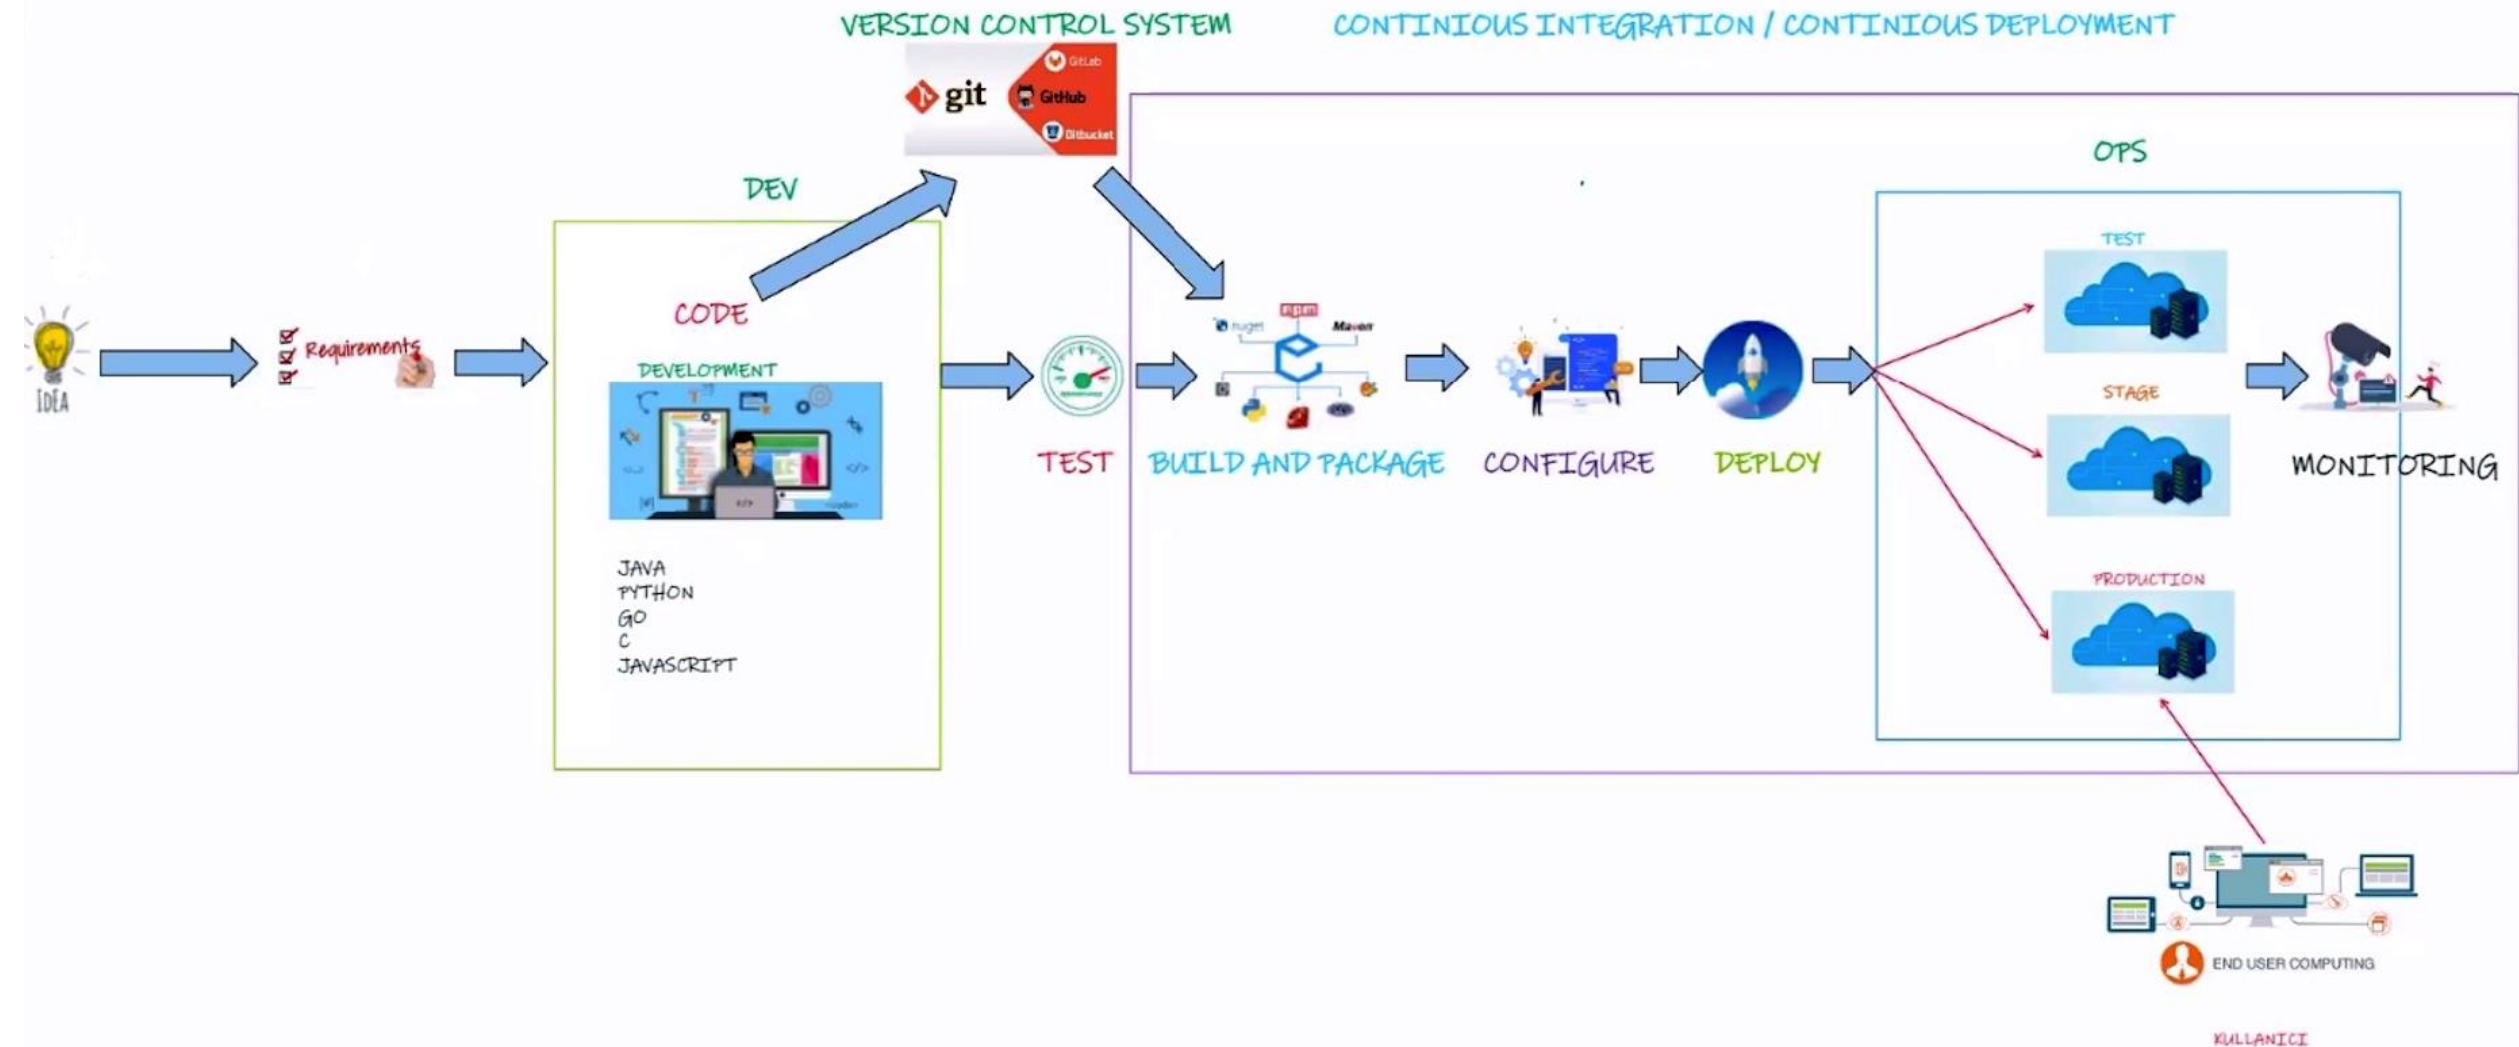 VERSION CONTROL SYSTEM
CONTINIOUS INTEGRATION / CONTINIOUS DEPLOYMENT
git
GitLab
GitHub
Bitbucket
DEV
OPS
CODE
DEVELOPMENT
JAVA
PYTHON
GO
C
JAVASCRIPT
IDEA
Requirements
TEST
npm
nuget
Maven
BUILD AND PACKAGE
CONFIGURE
DEPLOY
TEST
STAGE
PRODUCTION
MONITORING
END USER COMPUTING
KULLANICI